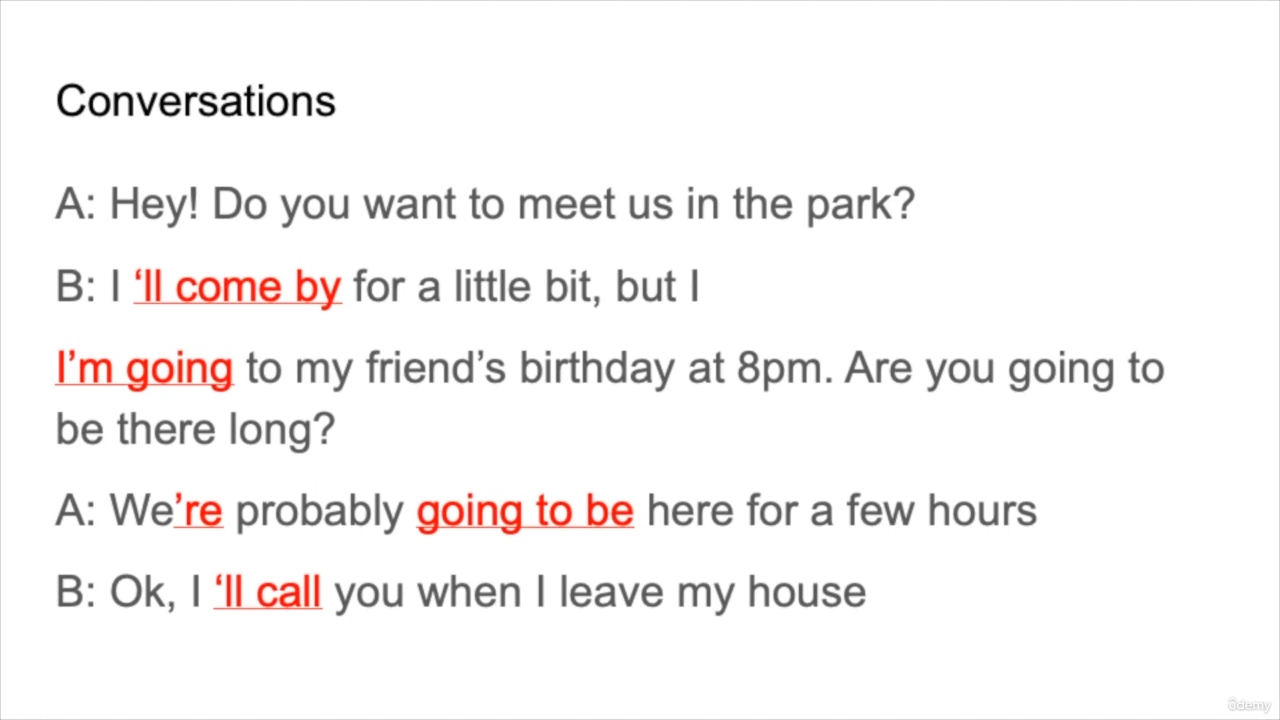 Conversations
A: Hey! Do you want to meet us in the park?
B: I ‘ll come by for a little bit, but I
I’m going to my friend’s birthday at 8pm. Are you going to
be there long?
A: We’re probably going to be here for a few hours
B: Ok, I ‘ll call you when I leave my house
ûdemy